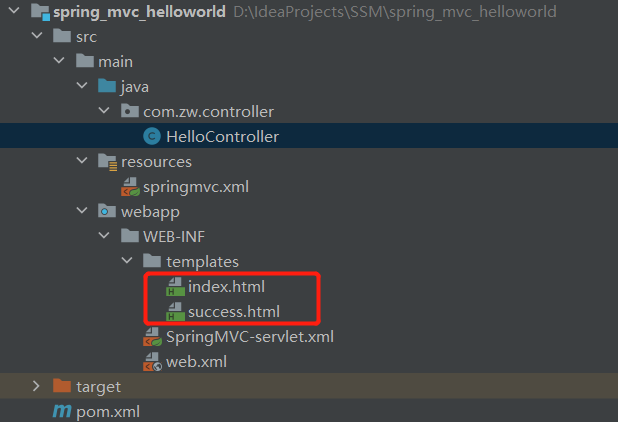 spring_mvc_helloworld D:\IdeaProjects\SSM\spring_mvc_helloworld
src
main
java
com.zw.controller
C HelloController
resources
springmvc.xml
webapp
WEB-INF
templates
H index.html
H success.html
SpringMVC-servlet.xml
web.xml
target
m pom.xml